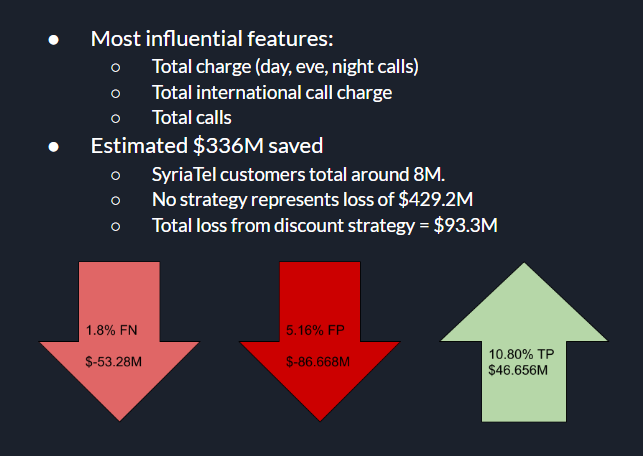 ● Most influential features:
○ Total charge (day, eve, night calls)
○ Total international call charge
○ Total calls
● Estimated $336M saved
○ SyriaTel customers total around 8M.
○ No strategy represents loss of $429.2M
○ Total loss from discount strategy = $93.3M
1.8% FN
$-53.28M
5.16% FP
$-86.668M
10.80% TP
$46.656M